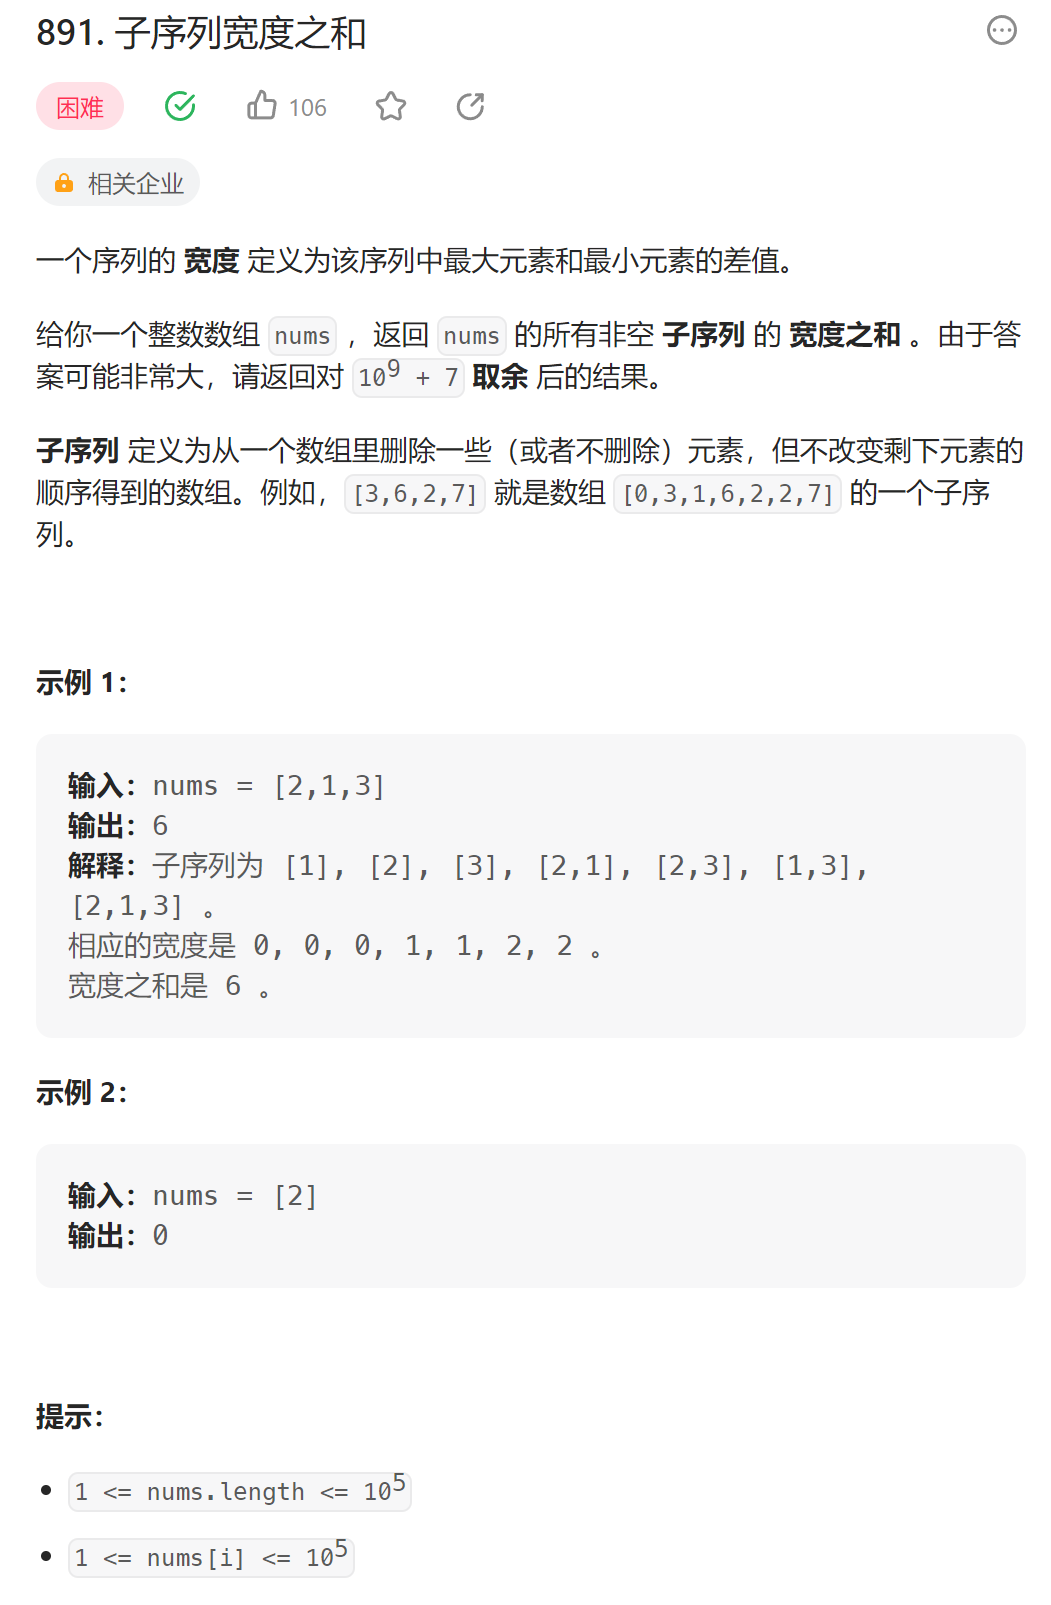 891. 子序列宽度之和
困难
106
相关企业
一个序列的 宽度 定义为该序列中最大元素和最小元素的差值。
给你一个整数数组 nums ，返回 nums 的所有非空 子序列 的 宽度之和 。由于答
案可能非常大，请返回对 10^9 + 7 取余 后的结果。
子序列 定义为从一个数组里删除一些（或者不删除）元素，但不改变剩下元素的
顺序得到的数组。例如，[3,6,2,7] 就是数组 [0,3,1,6,2,2,7] 的一个子序
列。
示例 1：
输入：nums = [2,1,3]
输出：6
解释：子序列为 [1], [2], [3], [2,1], [2,3], [1,3],
[2,1,3] 。
相应的宽度是 0, 0, 0, 1, 1, 2, 2 。
宽度之和是 6 。
示例 2：
输入：nums = [2]
输出：0
提示：
1 <= nums.length <= 10^5
1 <= nums[i] <= 10^5